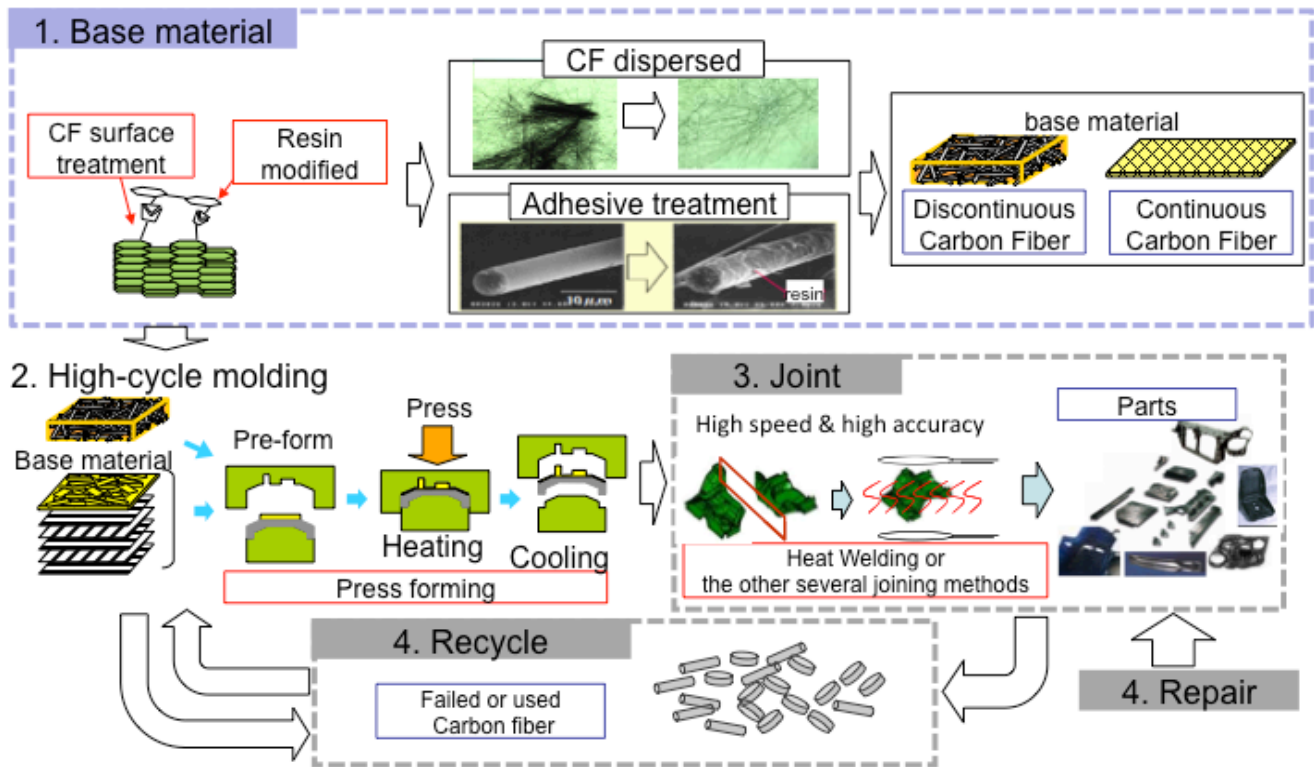 1. Base material
CF surface
treatment
Resin
modified
CF dispersed
Adhesive treatment
resin
base material
Discontinuous
Carbon Fiber
Continuous
Carbon Fiber
2. High-cycle molding
Base material
Pre-form
Press
Heating
Cooling
Press forming
3. Joint
High speed & high accuracy
Heat Welding or
the other several joining methods
Parts
4. Recycle
Failed or used
Carbon fiber
4. Repair